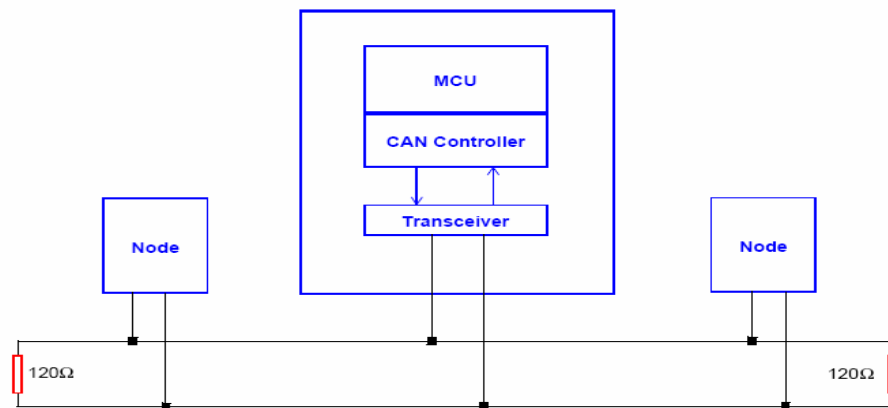 MCU
CAN Controller
Transceiver
Node
Node
120Ω
120Ω